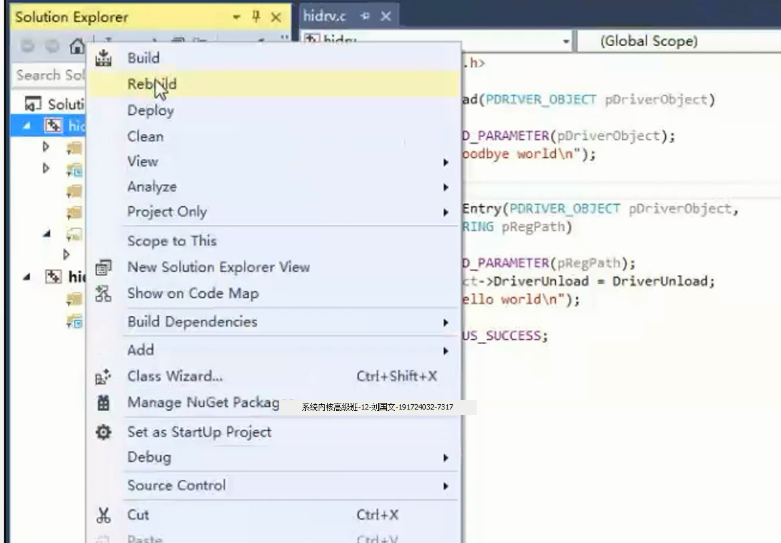 Solution Explorer
hidrv.c
(Global Scope)
Search Sol
Soluti
Build
Rebuild
Deploy
Clean
View
Analyze
Project Only
Scope to This
New Solution Explorer View
Show on Code Map
Build Dependencies
Add
Class Wizard... Ctrl+Shift+X
Manage NuGet Packag
Set as StartUp Project
Debug
Source Control
Cut Ctrl+X
Paste Ctrl+V
.h>
ad(PDRIVER_OBJECT pDriverObject)
D_PARAMETER(pDriverObject);
oodbye world\n");
Entry(PDRIVER_OBJECT pDriverObject,
RING pRegPath)
D_PARAMETER(pRegPath);
ct->DriverUnload = DriverUnload;
ello world\n");
US_SUCCESS;
系统内核高级班-12-刘国文-191724032-7317